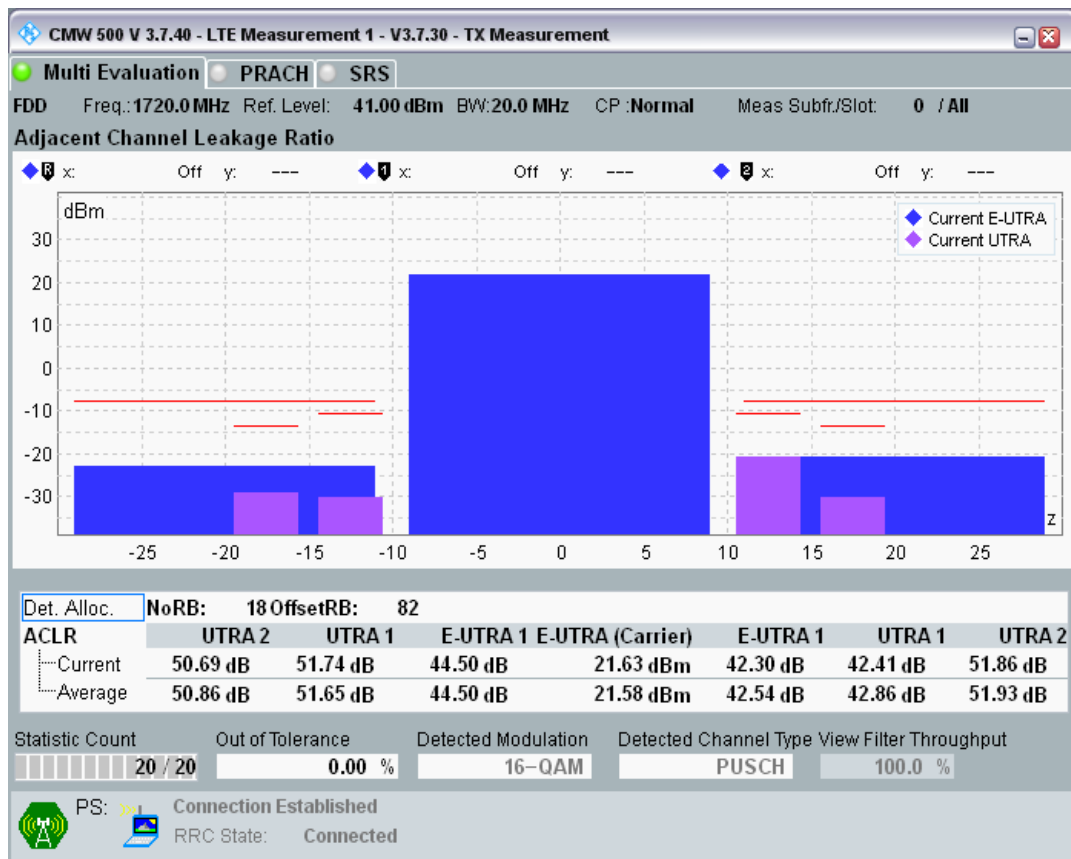 CMW 500 V 3.7.40 - LTE Measurement 1 - V3.7.30 - TX Measurement
Multi Evaluation PRACH SRS
FDD Freq.:1720.0 MHz Ref. Level: 41.00 dBm BW:20.0 MHz CP :Normal Meas Subfr./Slot: 0 / All
Adjacent Channel Leakage Ratio
R x: Off y: --- 1 x: Off y: --- 2 x: Off y: ---
dBm
Current E-UTRA
Current UTRA
30
20
10
0
-10
-20
-30
z
-25 -20 -15 -10 -5 0 5 10 15 20 25
Det. Alloc. NoRB: 18 OffsetRB: 82
ACLR UTRA 2 UTRA 1 E-UTRA 1 E-UTRA (Carrier) E-UTRA 1 UTRA 1 UTRA 2
Current 50.69 dB 51.74 dB 44.50 dB 21.63 dBm 42.30 dB 42.41 dB 51.86 dB
Average 50.86 dB 51.65 dB 44.50 dB 21.58 dBm 42.54 dB 42.86 dB 51.93 dB
Statistic Count Out of Tolerance Detected Modulation Detected Channel Type View Filter Throughput
20 / 20 0.00 % 16-QAM PUSCH 100.0 %
PS: Connection Established
RRC State: Connected